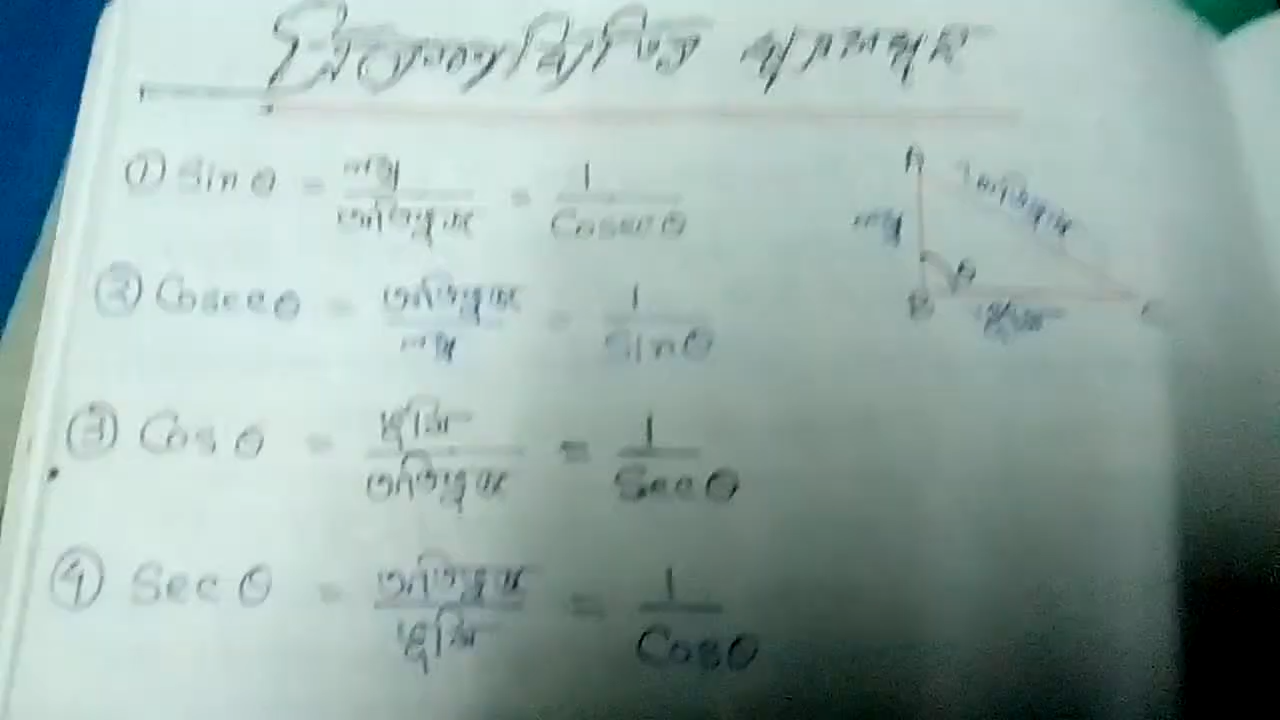 ত্রিকোণমিতির
① Sin θ = লম্ব / অতিভুজ = 1 / Cosec θ
② Cosec θ = অতিভুজ / লম্ব = 1 / Sin θ
③ Cos θ = ভূমি / অতিভুজ = 1 / Sec θ
④ Sec θ = অতিভুজ / ভূমি = 1 / Cos θ
A
অতিভুজ
লম্ব
θ
B
ভূমি
C